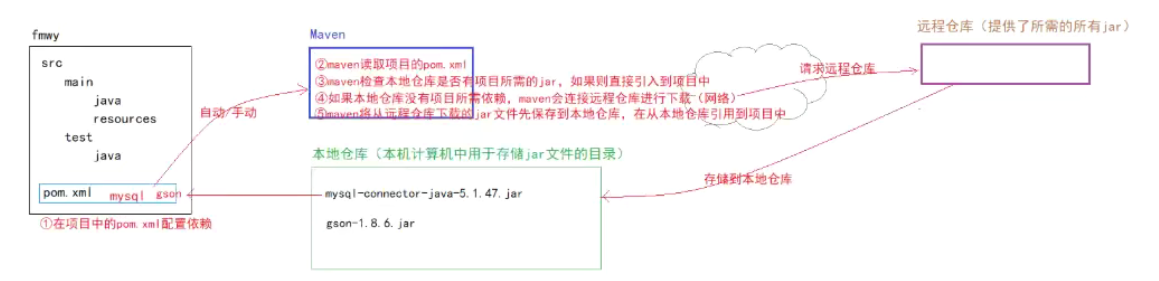 远程仓库（提供了所需的所有jar）
fmwy
Maven
src
main
java
resources
test
java
pom.xml mysql gson
①在项目中的pom.xml配置依赖
自动/手动
②maven读取项目的pom.xml
③maven检查本地仓库是否有项目所需的jar，如果则直接引入到项目中
④如果本地仓库没有项目所需依赖，maven会连接远程仓库进行下载（网络）
⑤maven将从远程仓库下载的jar文件先保存到本地仓库，在从本地仓库引用到项目中
请求远程仓库
本地仓库（本机计算机中用于存储jar文件的目录）
mysql-connector-java-5.1.47.jar
gson-1.8.6.jar
存储到本地仓库